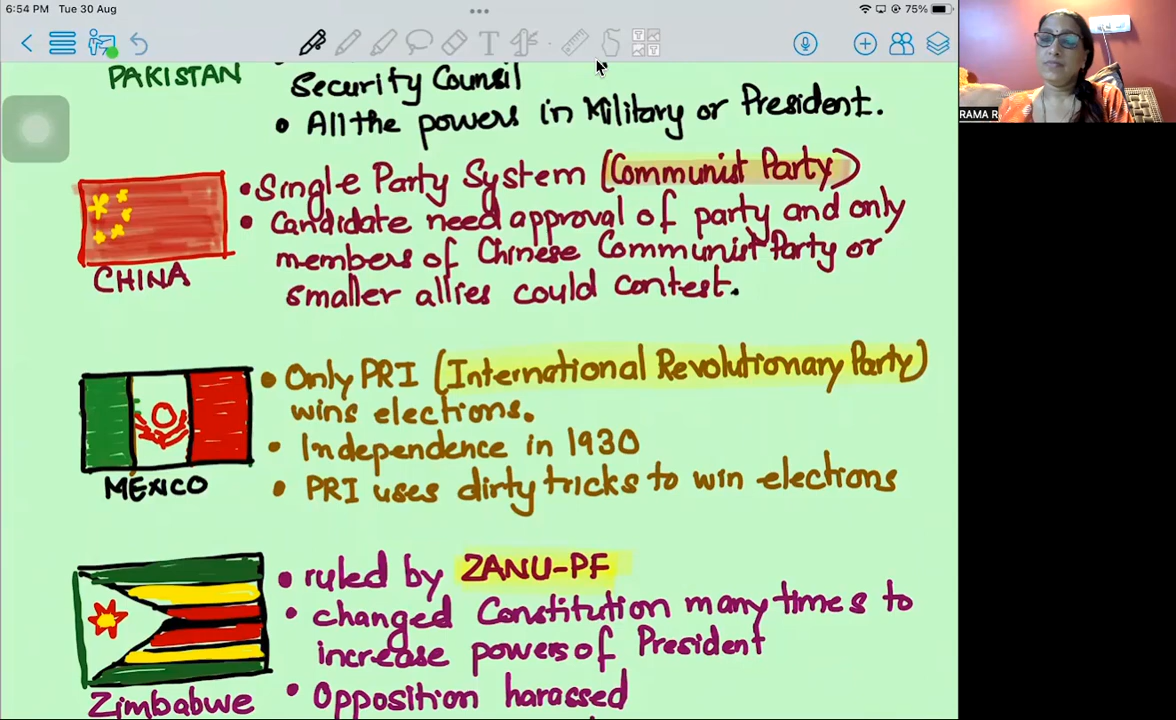 6:54 PM Tue 30 Aug
75%
PAKISTAN
Security Council
• All the powers in Military or President.
RAMA R
• Single Party System (Communist Party)
• Candidate need approval of party and only
members of Chinese Communist Party or
smaller allies could contest.
CHINA
• Only PRI (International Revolutionary Party)
wins elections.
• Independence in 1930
• PRI uses dirty tricks to win elections
MEXICO
• ruled by ZANU-PF
• changed Constitution many times to
increase powers of President
• Opposition harassed
Zimbabwe